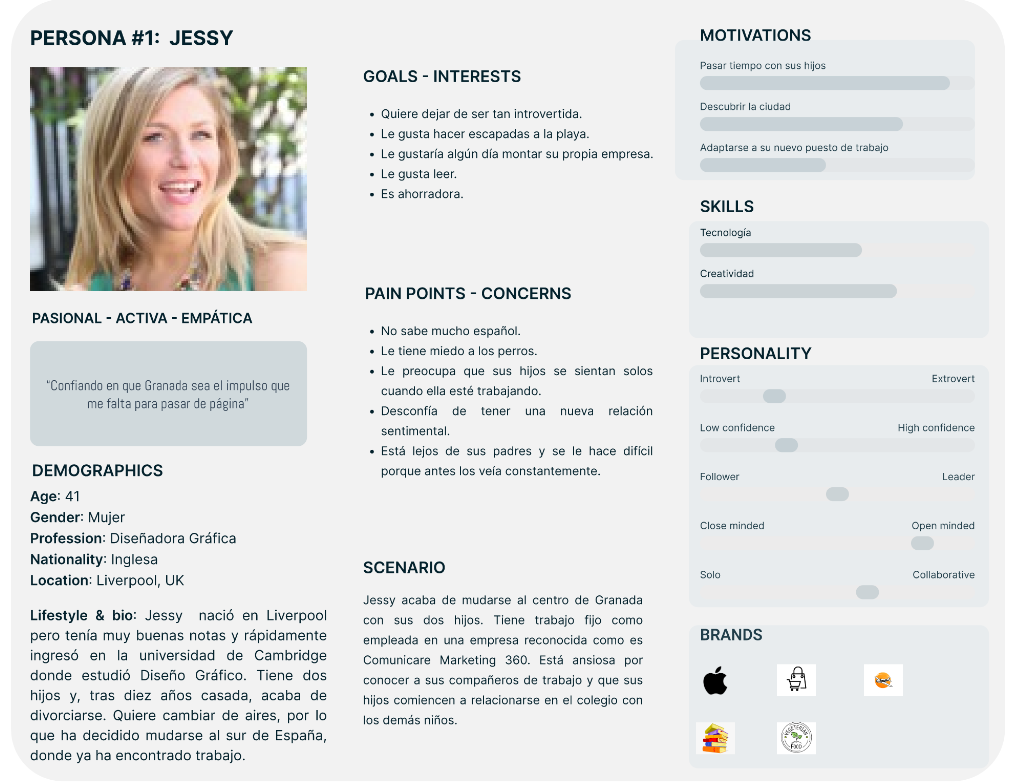 PERSONA #1: JESSY
PASIONAL - ACTIVA - EMPÁTICA
"Confiando en que Granada sea el impulso que
me falta para pasar de página"
DEMOGRAPHICS
Age: 41
Gender: Mujer
Profession: Diseñadora Gráfica
Nationality: Inglesa
Location: Liverpool, UK
Lifestyle & bio: Jessy nació en Liverpool
pero tenía muy buenas notas y rápidamente
ingresó en la universidad de Cambridge
donde estudió Diseño Gráfico. Tiene dos
hijos y, tras diez años casada, acaba de
divorciarse. Quiere cambiar de aires, por lo
que ha decidido mudarse al sur de España,
donde ya ha encontrado trabajo.
GOALS - INTERESTS
• Quiere dejar de ser tan introvertida.
• Le gusta hacer escapadas a la playa.
• Le gustaría algún día montar su propia empresa.
• Le gusta leer.
• Es ahorradora.
PAIN POINTS - CONCERNS
• No sabe mucho español.
• Le tiene miedo a los perros.
• Le preocupa que sus hijos se sientan solos
cuando ella esté trabajando.
• Desconfía de tener una nueva relación
sentimental.
• Está lejos de sus padres y se le hace difícil
porque antes los veía constantemente.
SCENARIO
Jessy acaba de mudarse al centro de Granada
con sus dos hijos. Tiene trabajo fijo como
empleada en una empresa reconocida como es
Comunicare Marketing 360. Está ansiosa por
conocer a sus compañeros de trabajo y que sus
hijos comiencen a relacionarse en el colegio con
los demás niños.
MOTIVATIONS
Pasar tiempo con sus hijos
Descubrir la ciudad
Adaptarse a su nuevo puesto de trabajo
SKILLS
Tecnología
Creatividad
PERSONALITY
Introvert Extrovert
Low confidence High confidence
Follower Leader
Close minded Open minded
Solo Collaborative
BRANDS
FOOD